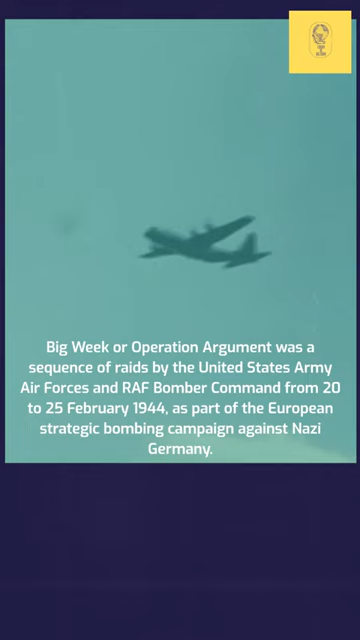 Big Week or Operation Argument was a
sequence of raids by the United States Army
Air Forces and RAF Bomber Command from 20
to 25 February 1944, as part of the European
strategic bombing campaign against Nazi
Germany.